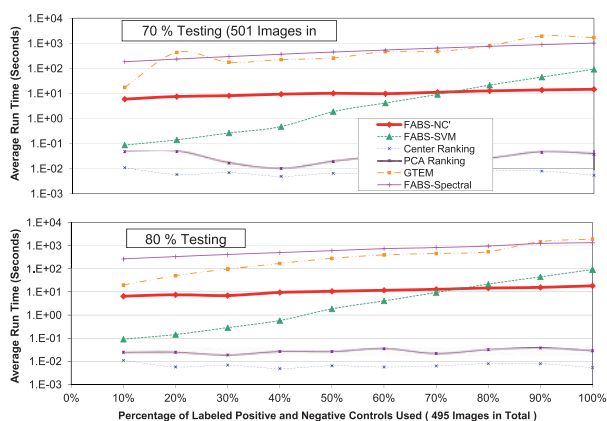 70 % Testing (501 Images in
Average Run Time (Seconds)
1.E+04
1.E+03
1.E+02
1.E+01
1.E+00
1.E-01
1.E-02
1.E-03
FABS-NC'
FABS-SVM
Center Ranking
PCA Ranking
GTEM
FABS-Spectral
80 % Testing
Average Run Time (Seconds)
1.E+04
1.E+03
1.E+02
1.E+01
1.E+00
1.E-01
1.E-02
1.E-03
0% 10% 20% 30% 40% 50% 60% 70% 80% 90% 100%
Percentage of Labeled Positive and Negative Controls Used ( 495 Images in Total )